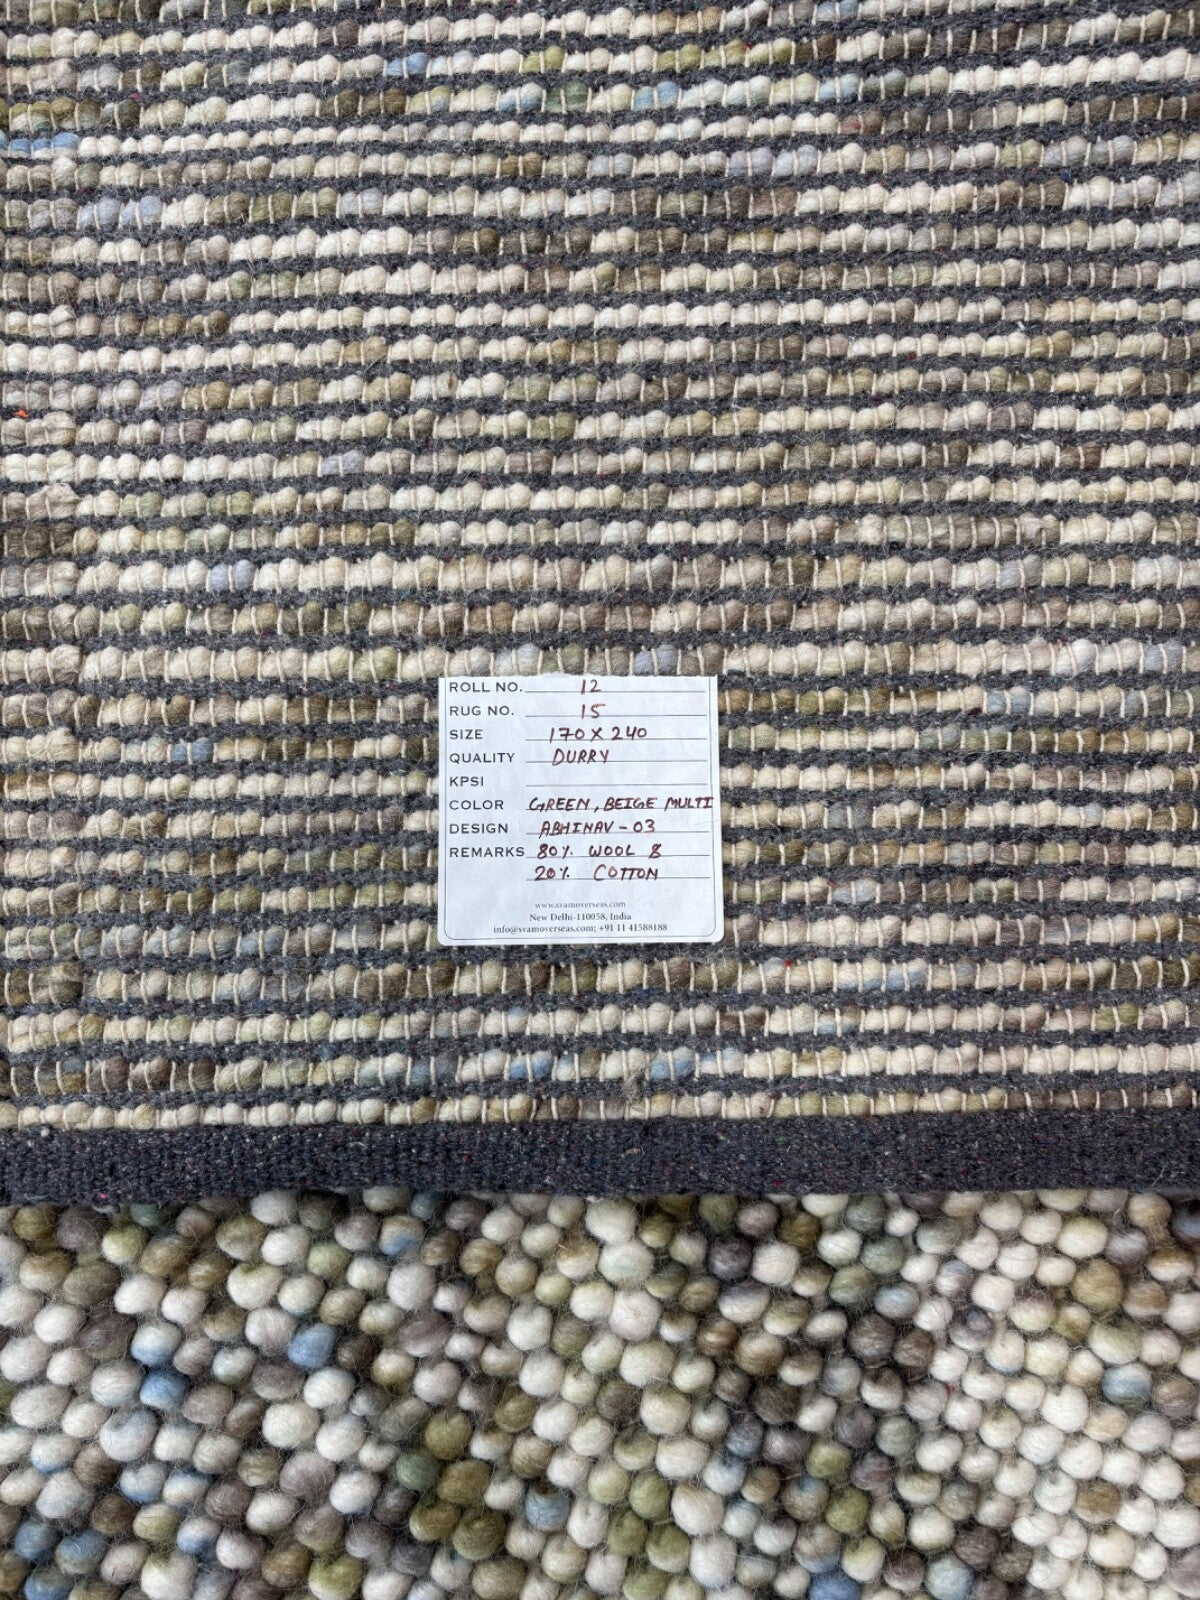 ROLL NO. 12
RUG NO. 15
SIZE 170 X 240
QUALITY DURRY
KPSI
COLOR GREEN, BEIGE MULTI
DESIGN ABHINAV - 03
REMARKS 80% WOOL &
20% COTTON
www.svamoverseas.com
New Delhi-110058, India
info@svamoverseas.com; +91 11 41588188